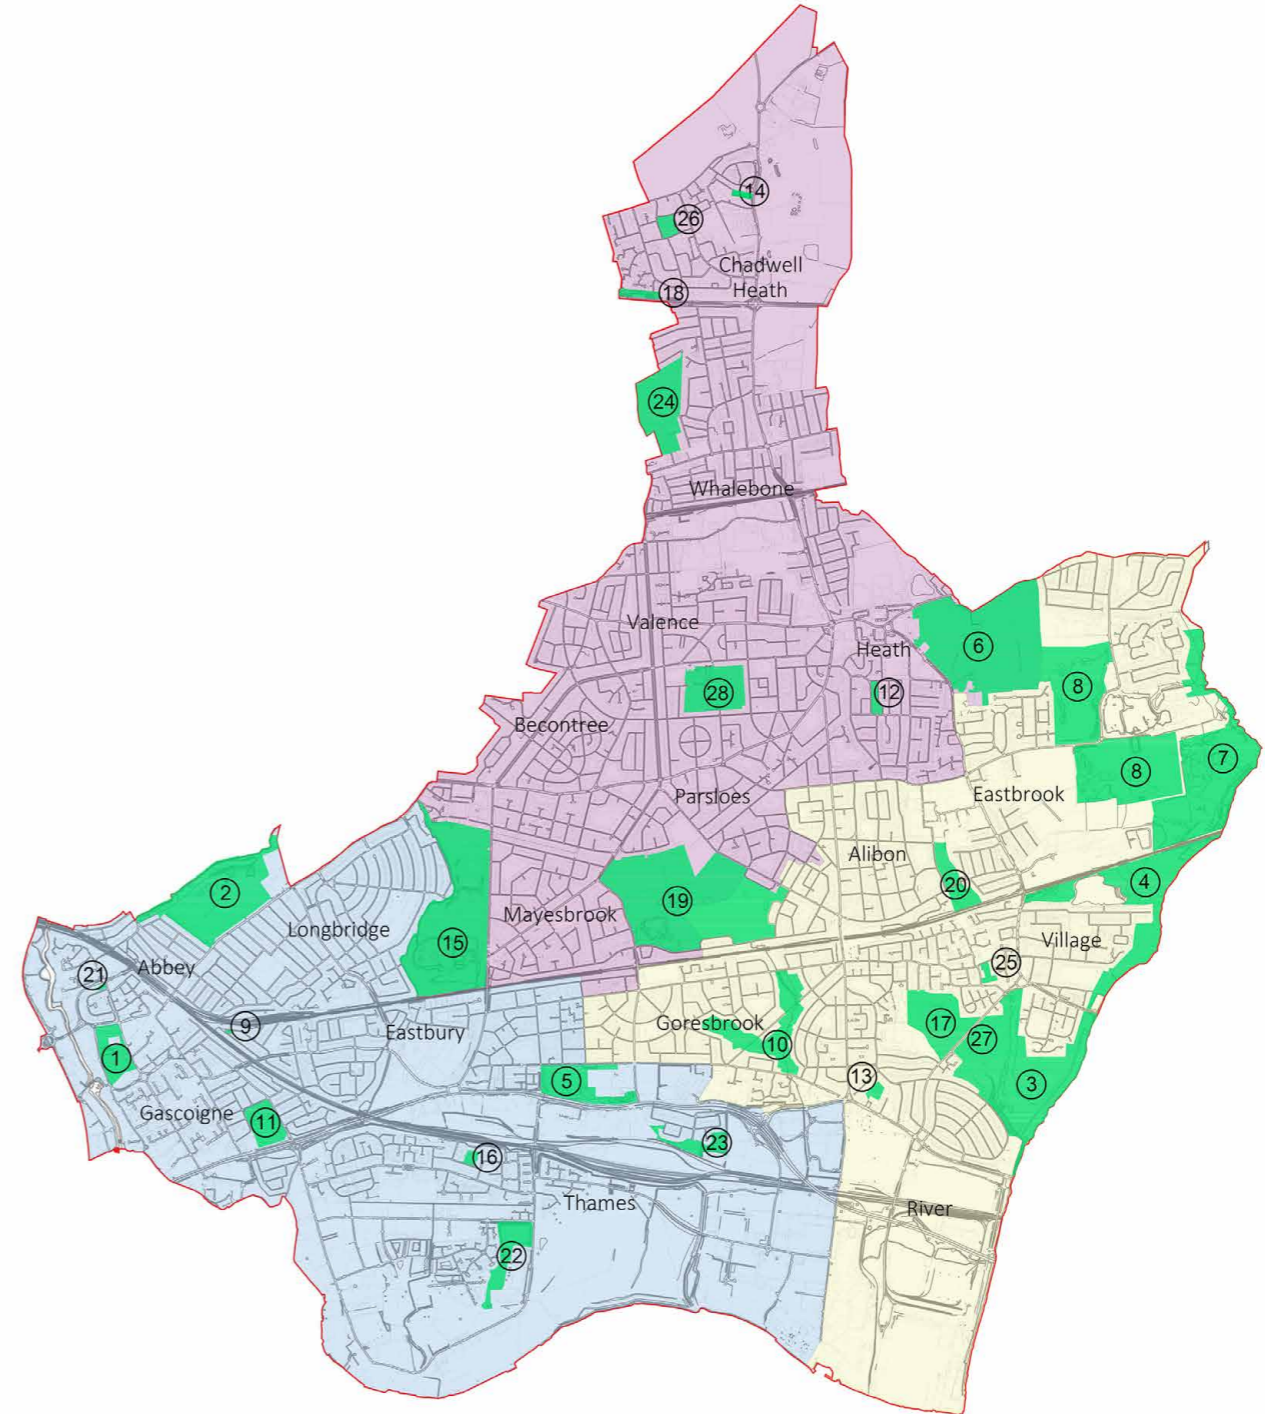 14
26
Chadwell
Heath
18
24
Whalebone
Valence
Heath
6
8
28
12
Becontree
7
8
Parsloes
Eastbrook
Alibon
20
4
2
19
Mayesbrook
Longbridge
15
Village
21
Abbey
25
9
Eastbury
Goresbrook
17
27
10
1
5
13
3
Gascoigne
11
23
16
Thames
River
22